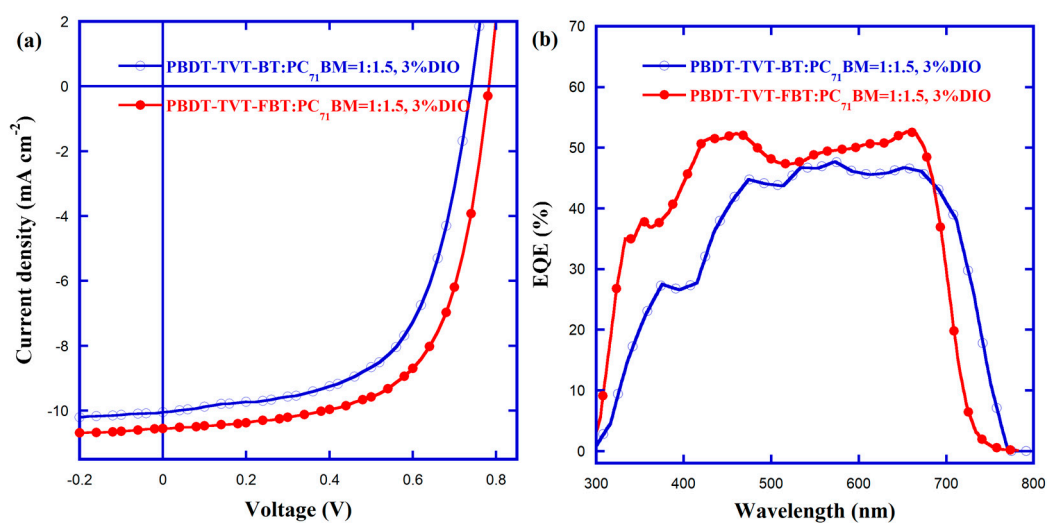 (a)
2
0
-2
-4
-6
-8
-10
Current density (mA cm-2)
PBDT-TVT-BT:PC71BM=1:1.5, 3%DIO
PBDT-TVT-FBT:PC71BM=1:1.5, 3%DIO
-0.2
0
0.2
0.4
0.6
0.8
Voltage (V)
(b)
70
60
50
40
30
20
10
0
EQE (%)
PBDT-TVT-BT:PC71BM=1:1.5, 3%DIO
PBDT-TVT-FBT:PC71BM=1:1.5, 3%DIO
300
400
500
600
700
800
Wavelength (nm)